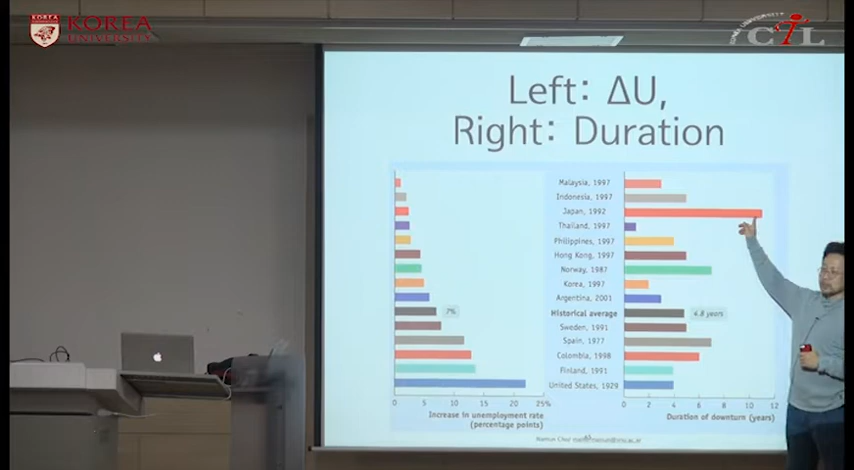 KOREA
UNIVERSITY
KOREA
CTL
Left: ΔU,
Right: Duration
Malaysia, 1997
Indonesia, 1997
Japan, 1992
Thailand, 1997
Philippines, 1997
Hong Kong, 1997
Norway, 1987
Korea, 1997
Argentina, 2001
Historical average
Sweden, 1991
Spain, 1977
Colombia, 1998
Finland, 1991
United States, 1929
7%
4.8 years
0 5 10 15 20 25%
0 2 4 6 8 10 12
Increase in unemployment rate
(percentage points)
Duration of downturn (years)